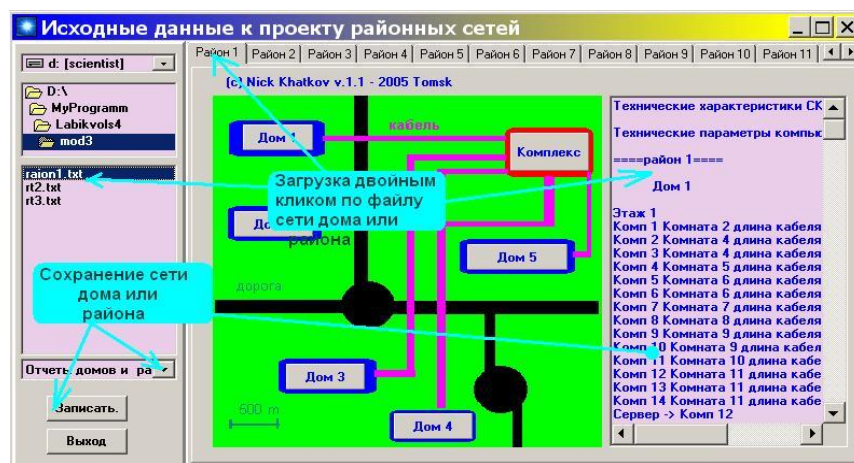 Исходные данные к проекту районных сетей
d: [scientist]
D:\
MyProgramm
Labikvols4
mod3
raion1.txt
rt2.txt
rt3.txt
Сохранение сети
дома или
района
Отчеты домов и ра
Записать.
Выход
Район 1 Район 2 Район 3 Район 4 Район 5 Район 6 Район 7 Район 8 Район 9 Район 10 Район 11
(c) Nick Khatkov v.1.1 - 2005 Tomsk
Дом 1
кабель
Комплекс
Загрузка двойным
кликом по файлу
сети дома или
района
Дом 5
дорога
Дом 3
600 m
Дом 4
Технические характеристики СК
Технические параметры компьк
====район 1====
Дом 1
Этаж 1
Комп 1 Комната 2 длина кабеля
Комп 2 Комната 4 длина кабеля
Комп 3 Комната 4 длина кабеля
Комп 4 Комната 5 длина кабеля
Комп 5 Комната 6 длина кабеля
Комп 6 Комната 6 длина кабеля
Комп 7 Комната 7 длина кабеля
Комп 8 Комната 8 длина кабеля
Комп 9 Комната 9 длина кабеля
Комп 10 Комната 9 длина кабел
Комп 11 Комната 10 длина кабе
Комп 12 Комната 11 длина кабе
Комп 13 Комната 11 длина кабе
Комп 14 Комната 11 длина кабе
Сервер -> Комп 12